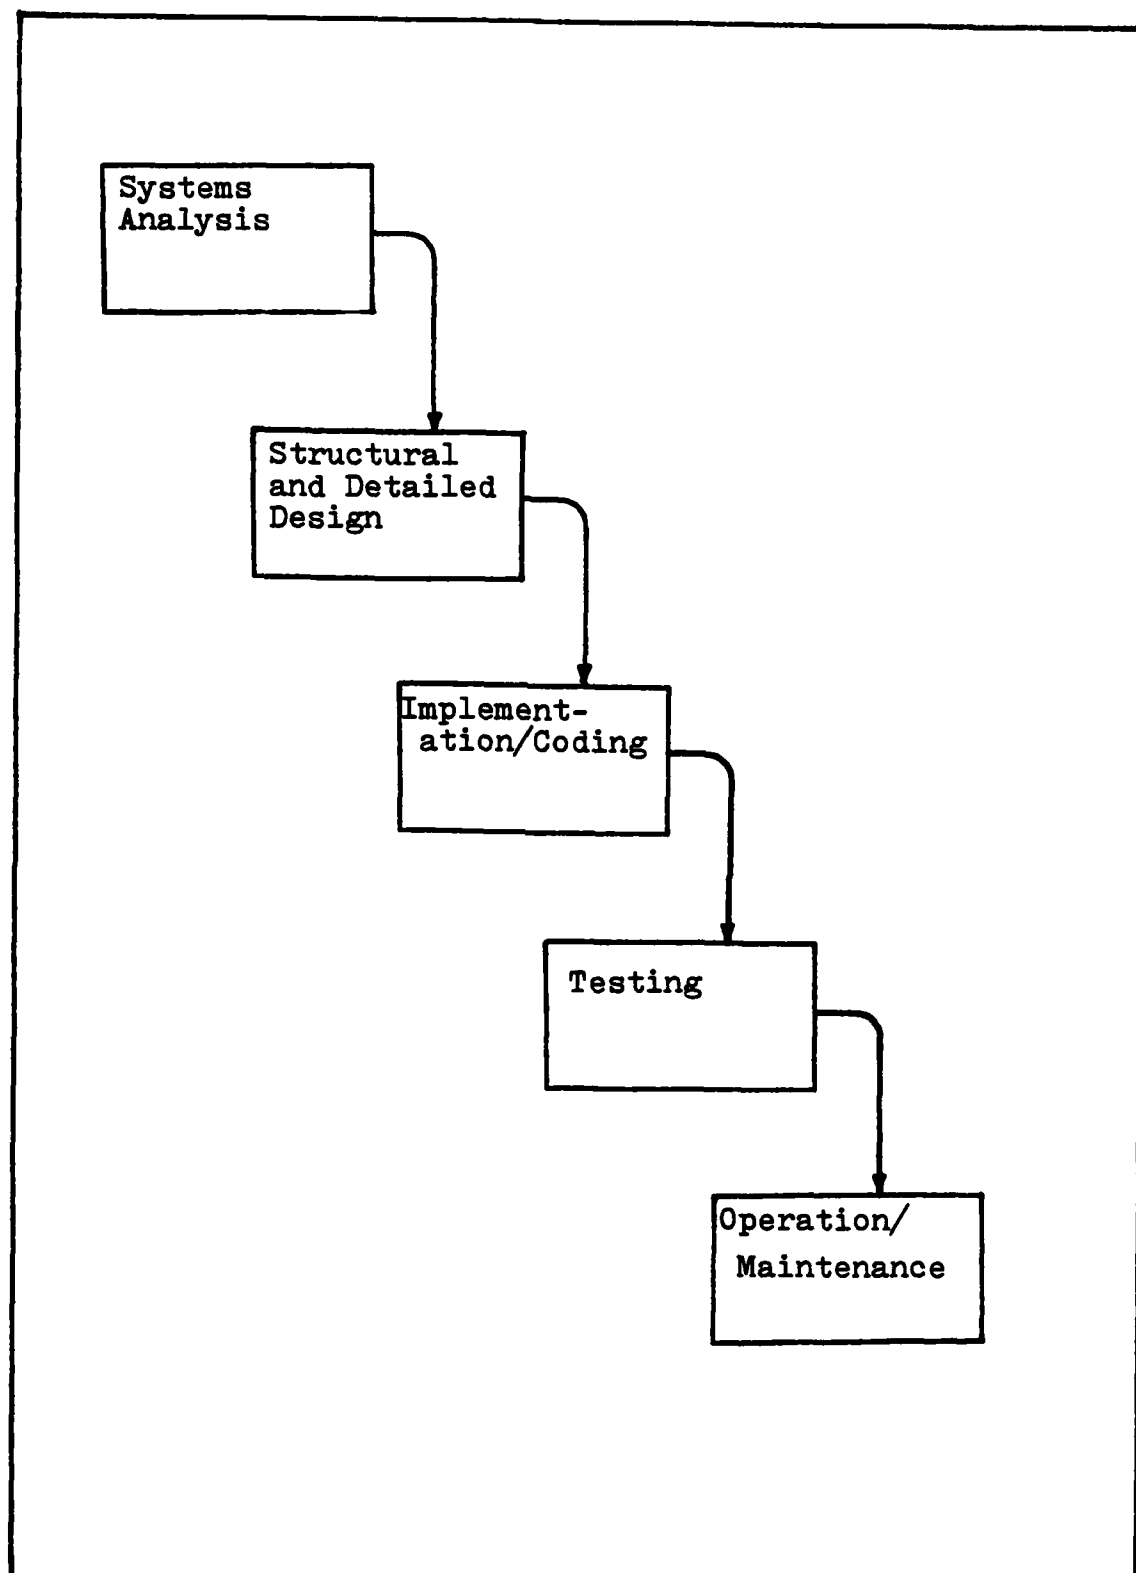 Systems
Analysis
Structural
and Detailed
Design
Implement-
ation/Coding
Testing
Operation/
Maintenance